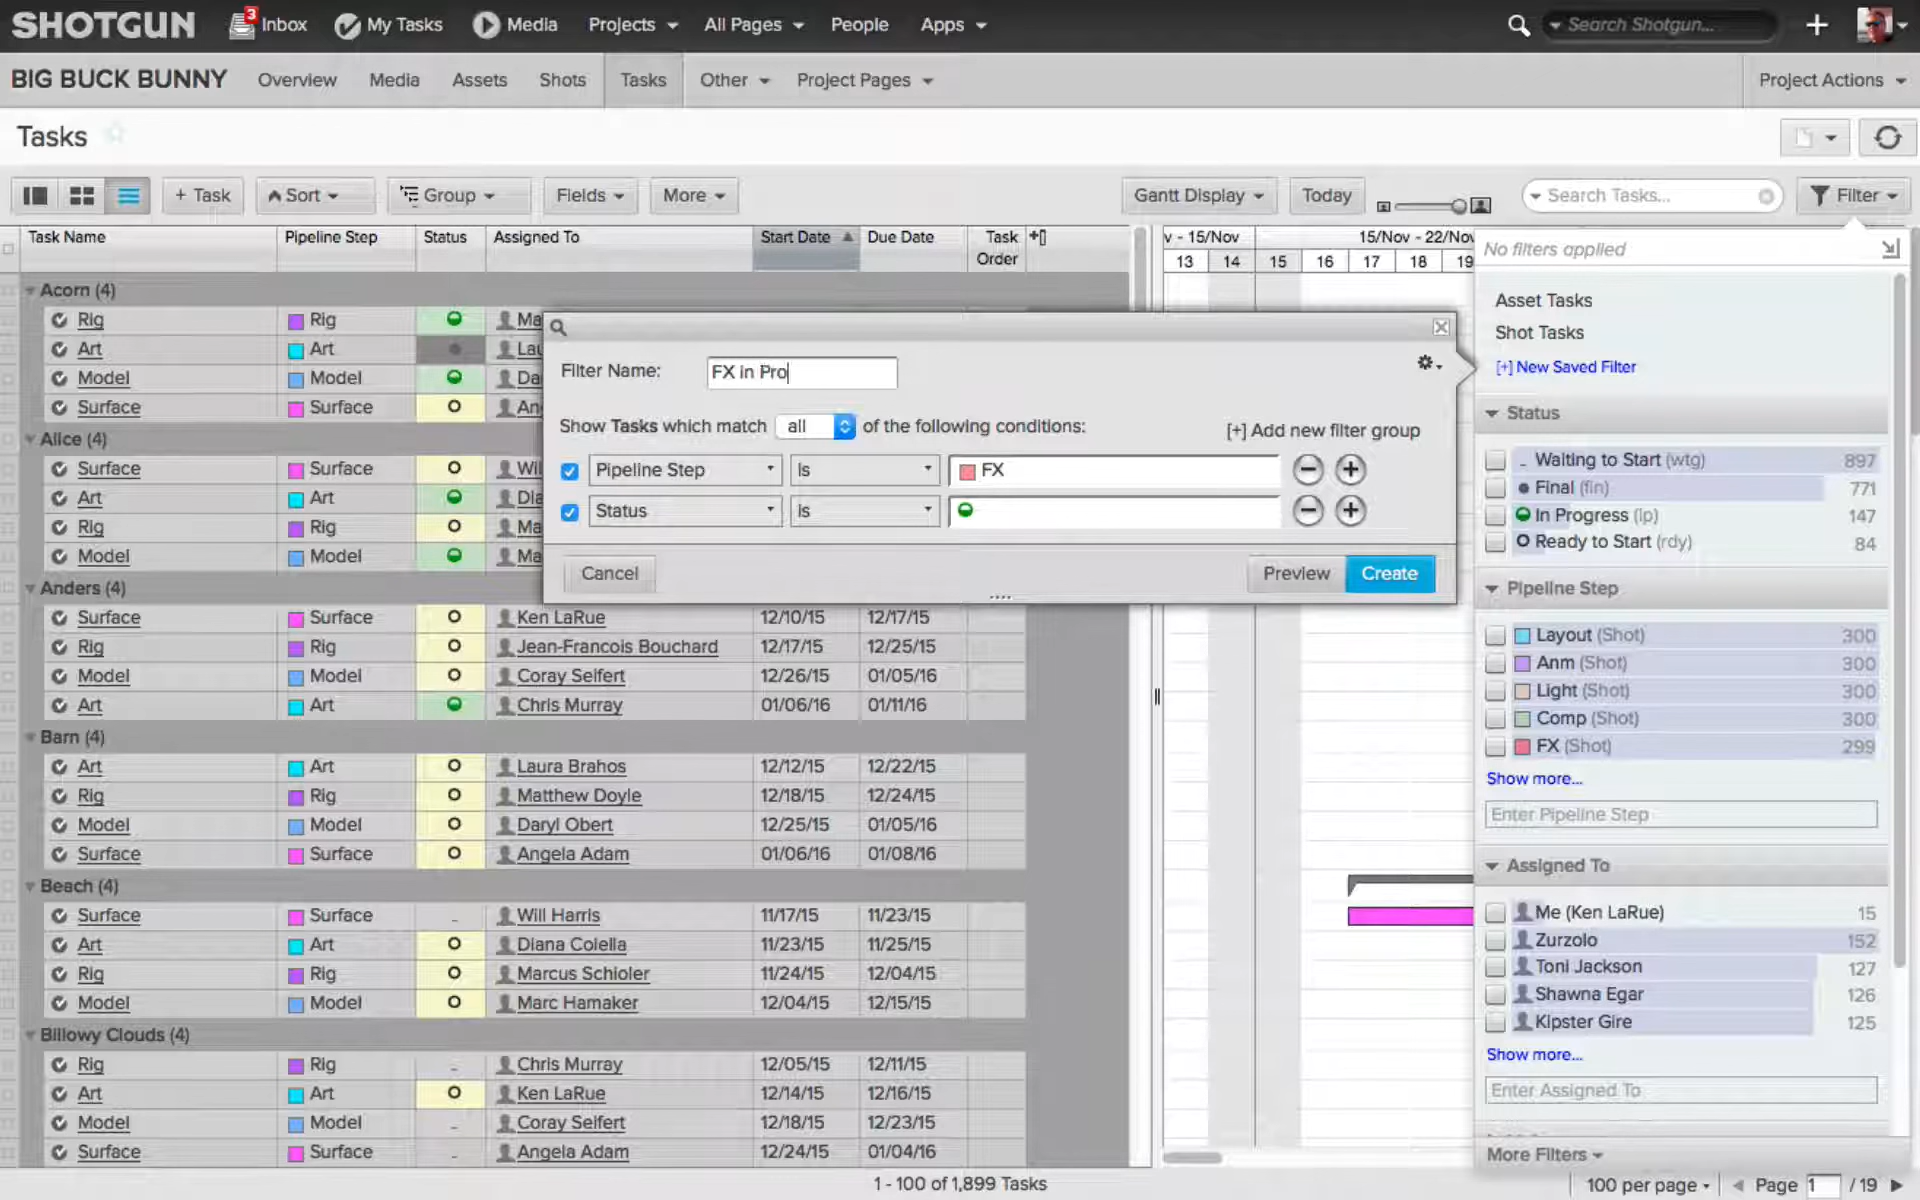 SHOTGUN 3 Inbox My Tasks Media Projects All Pages People Apps Search Shotgun...
BIG BUCK BUNNY Overview Media Assets Shots Tasks Other Project Pages Project Actions
Tasks
+ Task Sort Group Fields More Gantt Display Today Search Tasks... Filter
Task Name Pipeline Step Status Assigned To Start Date Due Date Task Order
v - 15/Nov 15/Nov - 22/Nov
13 14 15 16 17 18 19
Acorn (4)
Rig Rig Ma
Art Art Lau
Model Model Da
Surface Surface An
Alice (4)
Surface Surface Wil
Art Art Dia
Rig Rig Ma
Model Model Ma
Anders (4)
Surface Surface Ken LaRue 12/10/15 12/17/15
Rig Rig Jean-Francois Bouchard 12/17/15 12/25/15
Model Model Coray Seifert 12/26/15 01/05/16
Art Art Chris Murray 01/06/16 01/11/16
Barn (4)
Art Art Laura Brahos 12/12/15 12/22/15
Rig Rig Matthew Doyle 12/18/15 12/24/15
Model Model Daryl Obert 12/25/15 01/05/16
Surface Surface Angela Adam 01/06/16 01/08/16
Beach (4)
Surface Surface Will Harris 11/17/15 11/23/15
Art Art Diana Colella 11/23/15 11/25/15
Rig Rig Marcus Schioler 11/24/15 12/04/15
Model Model Marc Hamaker 12/04/15 12/15/15
Billowy Clouds (4)
Rig Rig Chris Murray 12/05/15 12/11/15
Art Art Ken LaRue 12/14/15 12/16/15
Model Model Coray Seifert 12/18/15 12/23/15
Surface Surface Angela Adam 12/24/15 01/04/16
Filter Name: FX in Pro
Show Tasks which match all of the following conditions: [+] Add new filter group
Pipeline Step is FX
Status is
Cancel Preview Create
No filters applied
Asset Tasks
Shot Tasks
[+] New Saved Filter
Status
Waiting to Start (wtg) 897
Final (fin) 771
In Progress (ip) 147
Ready to Start (rdy) 84
Pipeline Step
Layout (Shot) 300
Anm (Shot) 300
Light (Shot) 300
Comp (Shot) 300
FX (Shot) 299
Show more...
Enter Pipeline Step
Assigned To
Me (Ken LaRue) 15
Zurzolo 152
Toni Jackson 127
Shawna Egar 126
Kipster Gire 125
Show more...
Enter Assigned To
More Filters
1 - 100 of 1,899 Tasks 100 per page Page 1 / 19